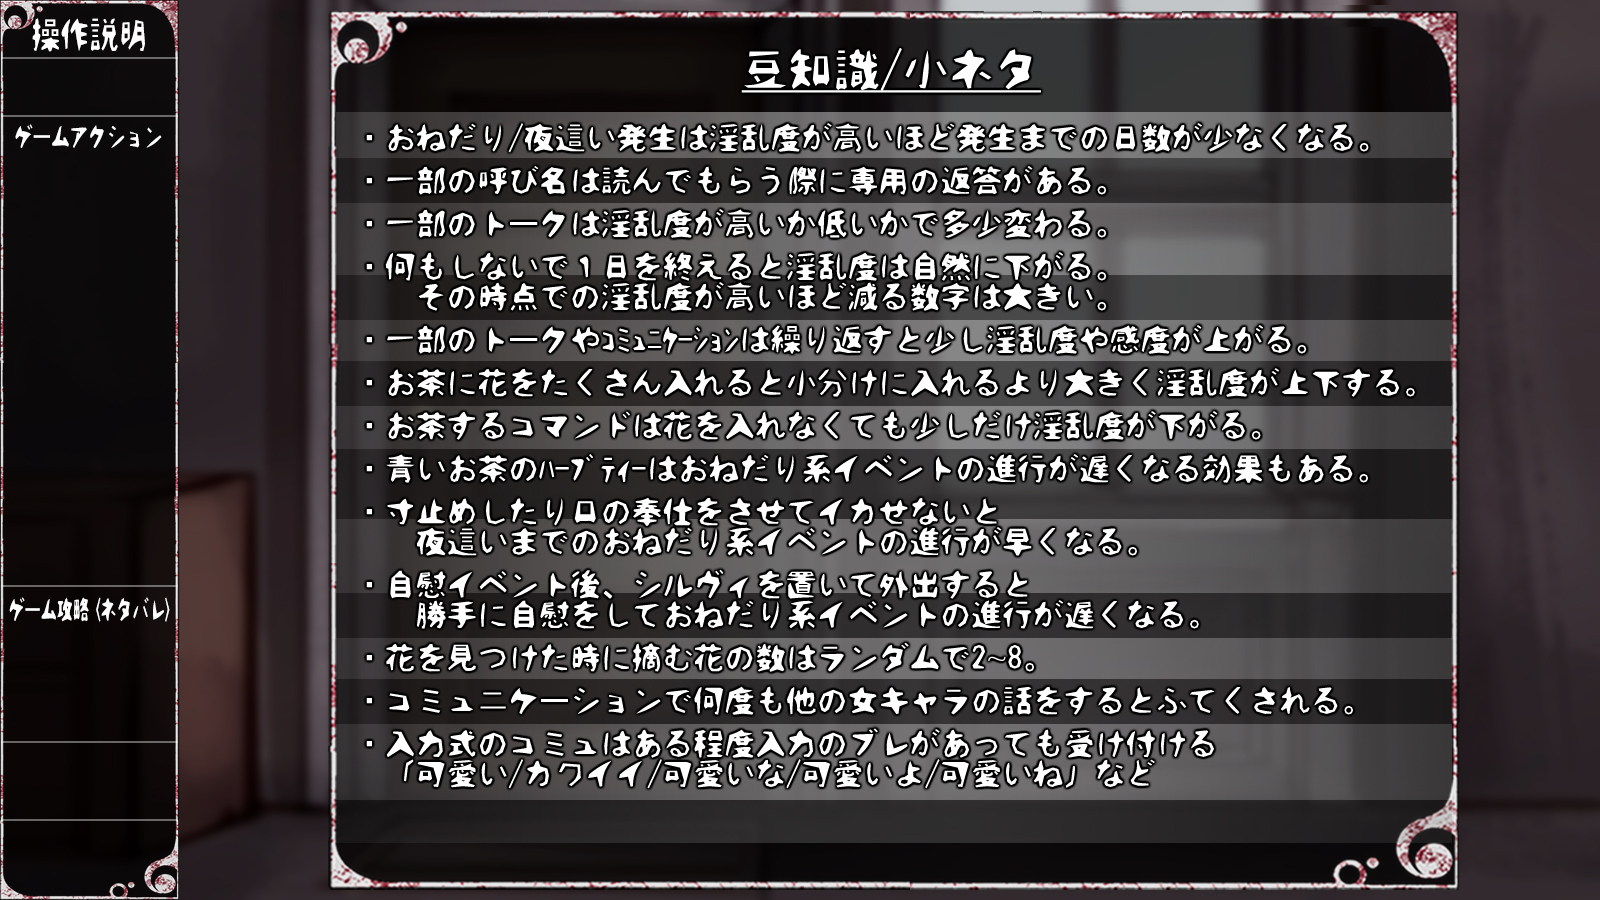 操作説明
ゲームアクション
ゲーム攻略(ネタバレ)
豆知識/小ネタ
・おねだり/夜這い発生は淫乱度が高いほど発生までの日数が少なくなる。
・一部の呼び名は読んでもらう際に専用の返答がある。
・一部のトークは淫乱度が高いか低いかで多少変わる。
・何もしないで1日を終えると淫乱度は自然に下がる。
その時点での淫乱度が高いほど減る数字は大きい。
・一部のトークやコミュニケーションは繰り返すと少し淫乱度や感度が上がる。
・お茶に花をたくさん入れると小分けに入れるより大きく淫乱度が上下する。
・お茶するコマンドは花を入れなくても少しだけ淫乱度が下がる。
・青いお茶のハーブティーはおねだり系イベントの進行が遅くなる効果もある。
・寸止めしたり口の奉仕をさせてイカせないと
夜這いまでのおねだり系イベントの進行が早くなる。
・自慰イベント後、シルヴィを置いて外出すると
勝手に自慰をしておねだり系イベントの進行が遅くなる。
・花を見つけた時に摘む花の数はランダムで2~8。
・コミュニケーションで何度も他の女キャラの話をするとふてくされる。
・入力式のコミュはある程度入力のブレがあっても受け付ける
「可愛い/カワイイ/可愛いな/可愛いよ/可愛いね」など